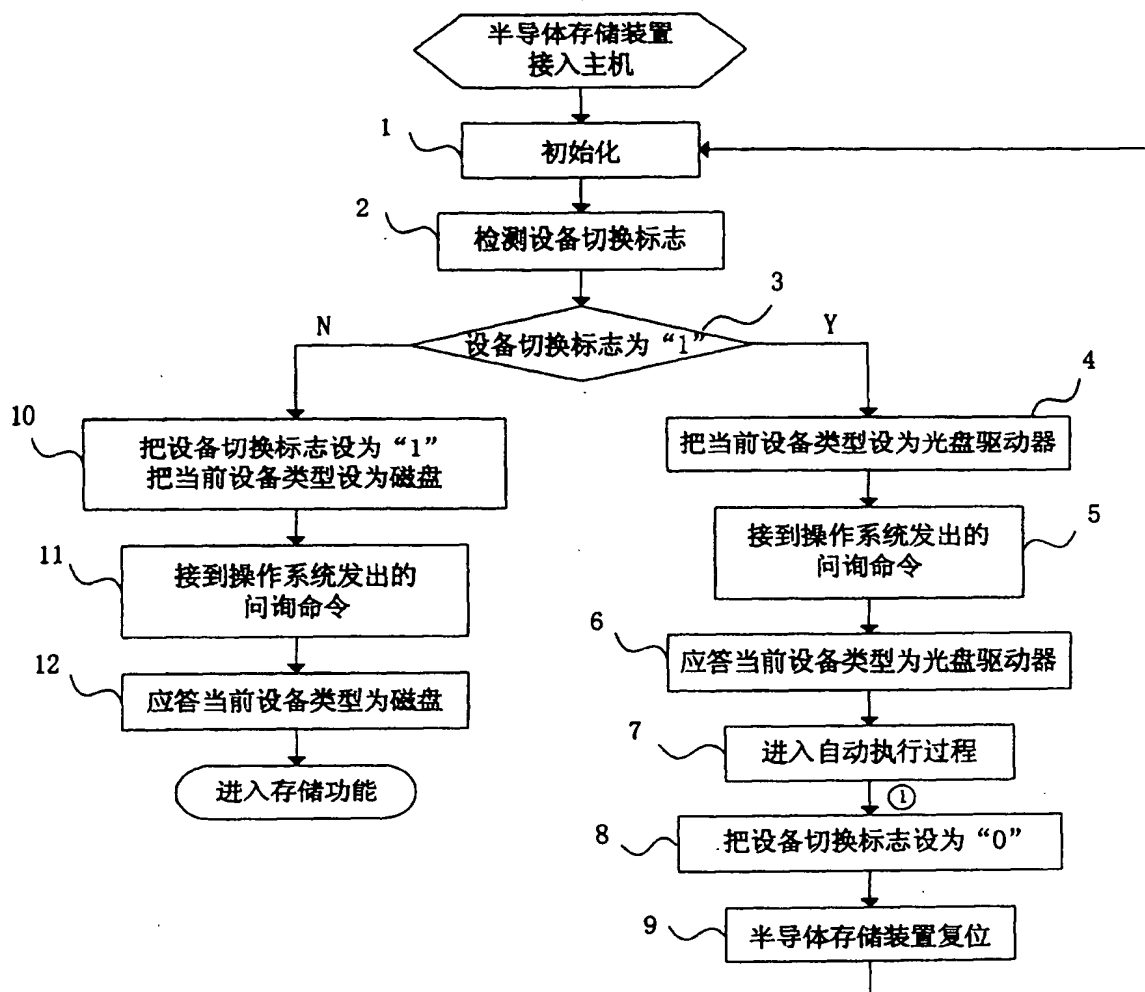 半导体存储装置
接入主机
1
初始化
2
检测设备切换标志
3
设备切换标志为“1”
N
Y
10
把设备切换标志设为“1”
把当前设备类型设为磁盘
11
接到操作系统发出的
问询命令
12
应答当前设备类型为磁盘
进入存储功能
4
把当前设备类型设为光盘驱动器
5
接到操作系统发出的
问询命令
6
应答当前设备类型为光盘驱动器
7
进入自动执行过程
①
8
把设备切换标志设为“0”
9
半导体存储装置复位